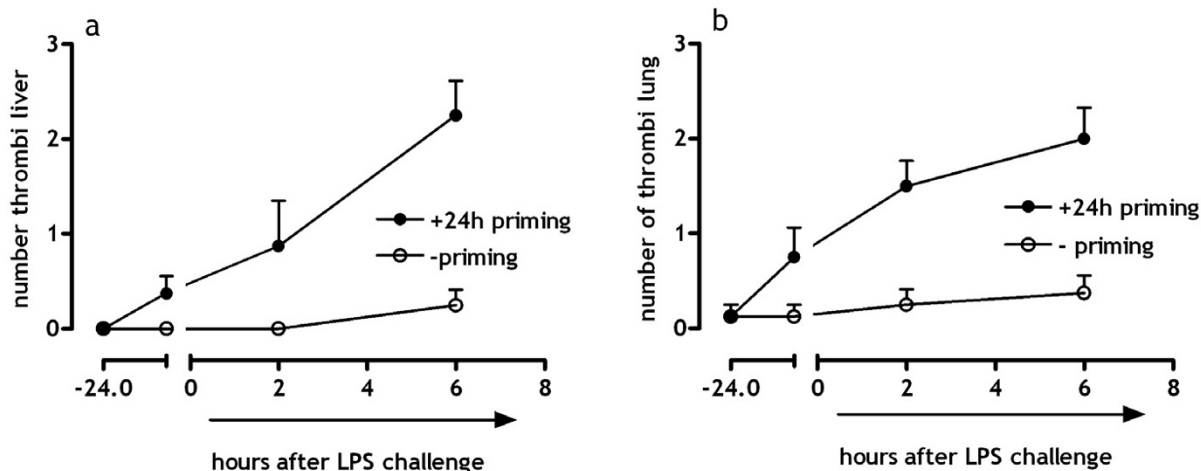 a
3
2
1
0
number thrombi liver
+24h priming
-priming
-24.0 0 2 4 6 8
hours after LPS challenge
b
3
2
1
0
number of thrombi lung
+24h priming
- priming
-24.0 0 2 4 6 8
hours after LPS challenge